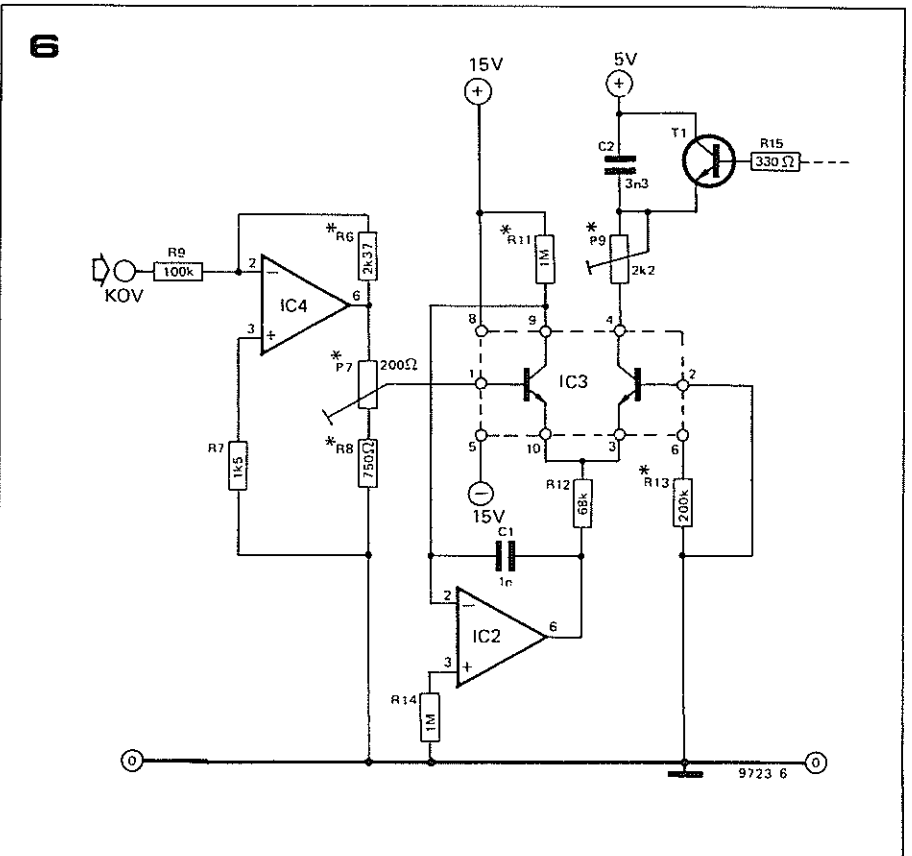 6
15V
5V
+
+
T1
R15
330 Ω
C2
3n3
*R6
2k37
*R11
1M
*P9
2k2
R9
100k
KOV
2
−
IC4
6
3
+
8
9
4
*P7
200Ω
1
IC3
2
*R8
750Ω
R7
1k5
5
10
3
6
−
15V
R12
68k
*R13
200k
C1
1n
2
−
IC2
6
3
+
R14
1M
0
0
9723 6